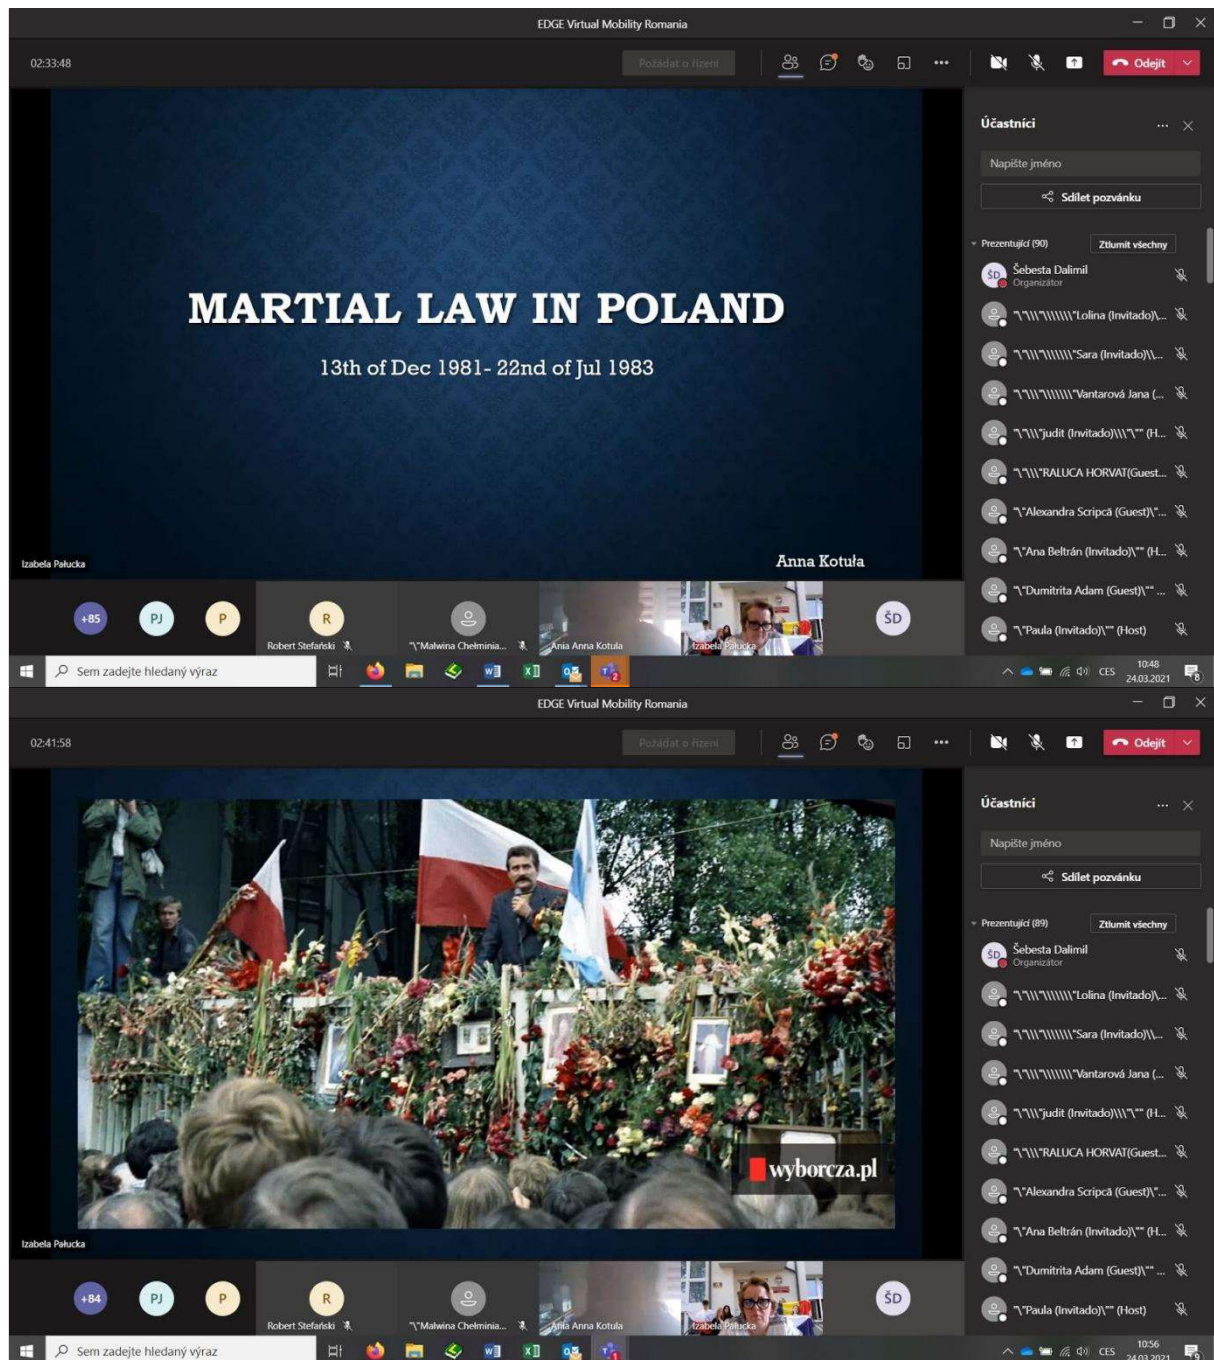 EDGE Virtual Mobility Romania
02:33:48
Požádat o řízení
Odejít
MARTIAL LAW IN POLAND
13th of Dec 1981- 22nd of Jul 1983
Anna Kotuła
Izabela Pałucka
Účastníci
Napište jméno
Sdílet pozvánku
Prezentující (90)
Ztlumit všechny
ŠD
Šebesta Dalimil
Organizátor
"\"\\\"\\\\\\\"Lolina (Invitado)\...
"\"\\\"\\\\\\\"Sara (Invitado)\\...
"\"\\\"\\\\\\\"Vantarová Jana (...
"\"\\\"judit (Invitado)\\\"\"" (H...
"\"\\\"RALUCA HORVAT(Guest...
"\"Alexandra Scripcă (Guest)\"...
"\"Ana Beltrán (Invitado)\"" (H...
"\"Dumitrita Adam (Guest)\"" ...
"\"Paula (Invitado)\"" (Host)
+85
PJ
P
R
Robert Stefański
"\"Malwina Chełminia...
Ania Anna Kotula
Izabela Pałucka
ŠD
Sem zadejte hledaný výraz
CES
10:48
24.03.2021
EDGE Virtual Mobility Romania
02:41:58
Požádat o řízení
Odejít
wyborcza.pl
Izabela Pałucka
Účastníci
Napište jméno
Sdílet pozvánku
Prezentující (89)
Ztlumit všechny
ŠD
Šebesta Dalimil
Organizátor
"\"\\\"\\\\\\\"Lolina (Invitado)\...
"\"\\\"\\\\\\\"Sara (Invitado)\\...
"\"\\\"\\\\\\\"Vantarová Jana (...
"\"\\\"judit (Invitado)\\\"\"" (H...
"\"\\\"RALUCA HORVAT(Guest...
"\"Alexandra Scripcă (Guest)\"...
"\"Ana Beltrán (Invitado)\"" (H...
"\"Dumitrita Adam (Guest)\"" ...
"\"Paula (Invitado)\"" (Host)
+84
PJ
P
R
Robert Stefański
"\"Malwina Chełminia...
Ania Anna Kotula
Izabela Pałucka
ŠD
Sem zadejte hledaný výraz
CES
10:56
24.03.2021